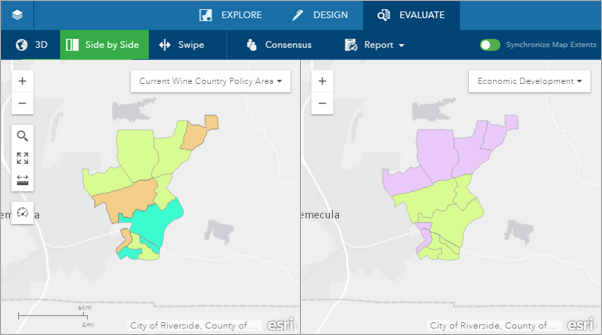 EXPLORE DESIGN EVALUATE
3D Side by Side Swipe Consensus Report Synchronize Map Extents
+ Current Wine Country Policy Area + Economic Development
− −
emecula emecula
6km
4mi
City of Riverside, County of ... esri City of Riverside, County of ... esri